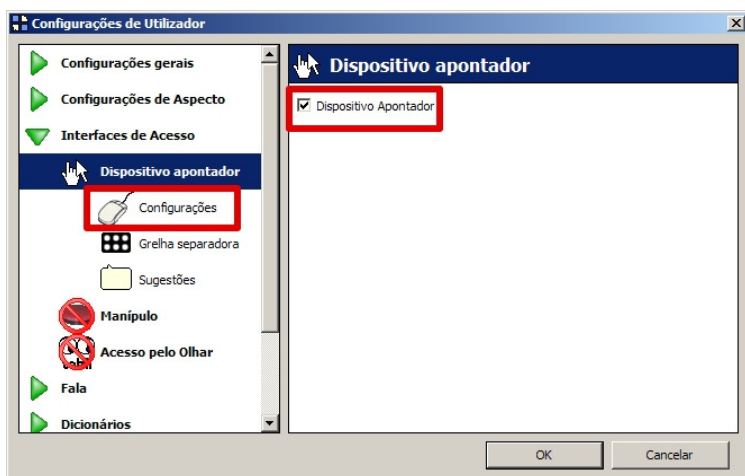 Configurações de Utilizador
Configurações gerais
Configurações de Aspecto
Interfaces de Acesso
Dispositivo apontador
Configurações
Grelha separadora
Sugestões
Manípulo
Acesso pelo Olhar
Fala
Dicionários
Dispositivo apontador
Dispositivo Apontador
OK
Cancelar